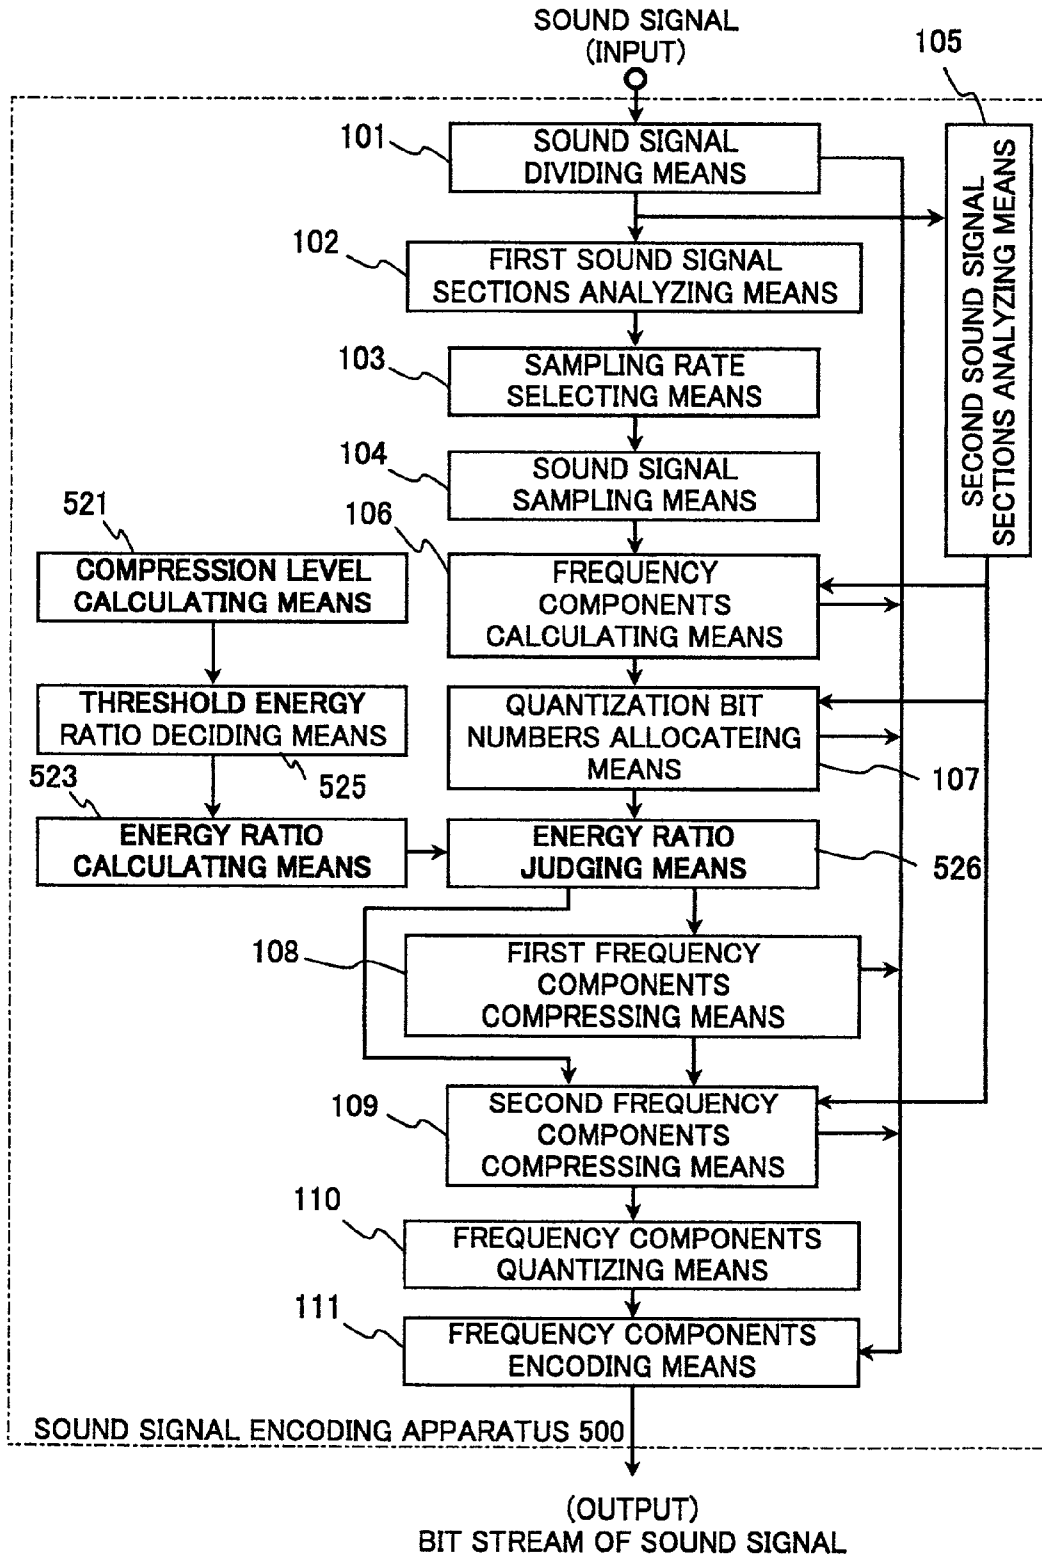 SOUND SIGNAL
(INPUT)
105
101
SOUND SIGNAL
DIVIDING MEANS
SECOND SOUND SIGNAL
SECTIONS ANALYZING MEANS
102
FIRST SOUND SIGNAL
SECTIONS ANALYZING MEANS
103
SAMPLING RATE
SELECTING MEANS
104
SOUND SIGNAL
SAMPLING MEANS
521
106
COMPRESSION LEVEL
CALCULATING MEANS
FREQUENCY
COMPONENTS
CALCULATING MEANS
THRESHOLD ENERGY
RATIO DECIDING MEANS
QUANTIZATION BIT
NUMBERS ALLOCATEING
MEANS
107
523
525
ENERGY RATIO
CALCULATING MEANS
ENERGY RATIO
JUDGING MEANS
526
108
FIRST FREQUENCY
COMPONENTS
COMPRESSING MEANS
109
SECOND FREQUENCY
COMPONENTS
COMPRESSING MEANS
110
FREQUENCY COMPONENTS
QUANTIZING MEANS
111
FREQUENCY COMPONENTS
ENCODING MEANS
SOUND SIGNAL ENCODING APPARATUS 500
(OUTPUT)
BIT STREAM OF SOUND SIGNAL